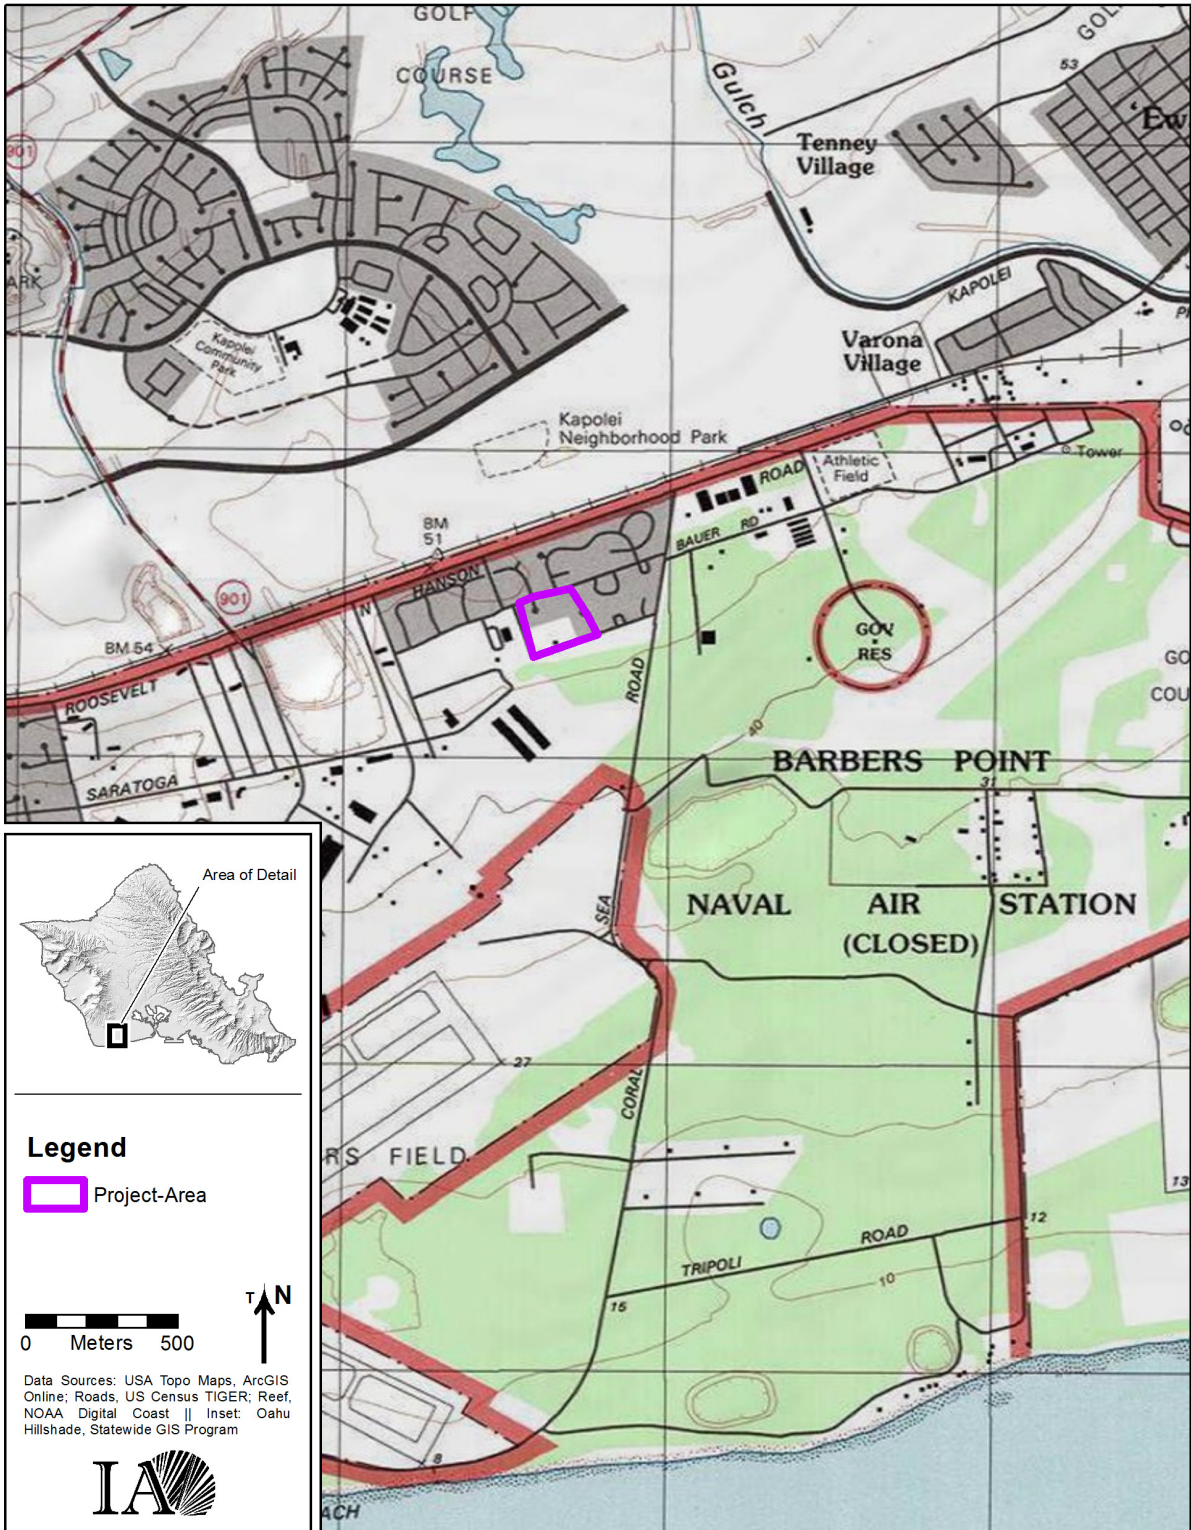 GOLF
COURSE
GOL
53
Gulch
Tenney
Village
'Ew
901
ARK
KAPOLEI
Kapolei
Community
Park
Varona
Village
Kapolei
Neighborhood Park
Tower
ROAD
Athletic
Field
BM
51
BAUER RD
HANSON
901
N
BM 54
GOV
RES
GO
COU
ROOSEVELT
ROAD
40
SARATOGA
BARBERS POINT
31
Area of Detail
SEA
NAVAL AIR STATION
(CLOSED)
27
CORAL
Legend
RS FIELD
Project-Area
13
12
ROAD
TRIPOLI
10
15
T N
0 Meters 500
Data Sources: USA Topo Maps, ArcGIS
Online; Roads, US Census TIGER; Reef,
NOAA Digital Coast || Inset: Oahu
Hillshade, Statewide GIS Program
8
IA
ACH